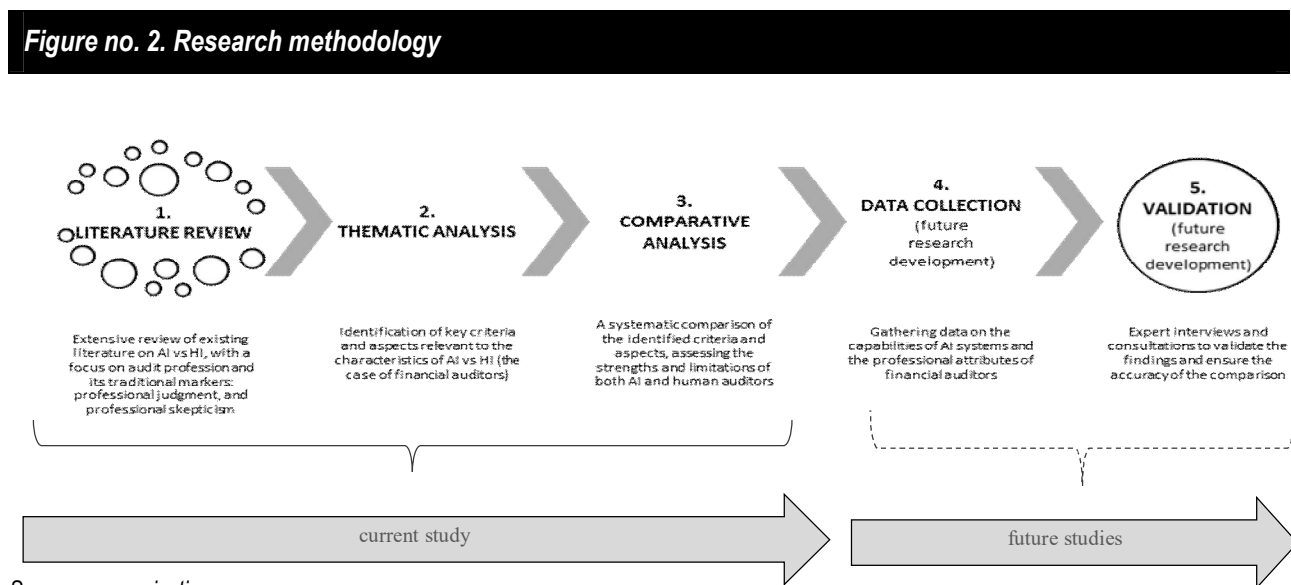 Figure no. 2. Research methodology
1.
LITERATURE REVIEW
2.
THEMATIC ANALYSIS
3.
COMPARATIVE
ANALYSIS
4.
DATA COLLECTION
(future
research
development)
5.
VALIDATION
(future
research
development)
Extensive review of existing
literature on AI vs HI, with a
focus on audit profession and
its traditional markers:
professional judgment, and
professional skepticism
Identification of key criteria
and aspects relevant to the
characteristics of AI vs HI (the
case of financial auditors)
A systematic comparison of
the identified criteria and
aspects, assessing the
strengths and limitations of
both AI and human auditors
Gathering data on the
capabilities of AI systems and
the professional attributes of
financial auditors
Expert interviews and
consultations to validate the
findings and ensure the
accuracy of the comparison
current study
future studies